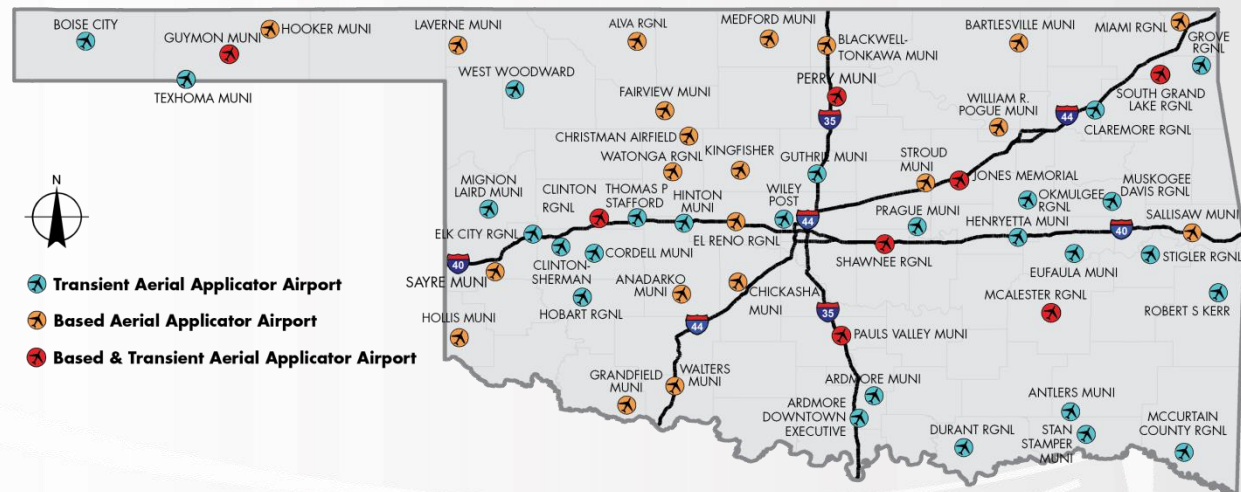 BOISE CITY
GUYMON MUNI
HOOKER MUNI
TEXHOMA MUNI
LAVERNE MUNI
ALVA RGNL
MEDFORD MUNI
BLACKWELL-
TONKAWA MUNI
BARTLESVILLE MUNI
MIAMI RGNL
GROVE
RGNL
WEST WOODWARD
PERRY MUNI
SOUTH GRAND
LAKE RGNL
FAIRVIEW MUNI
35
WILLIAM R.
POGUE MUNI
44
CLAREMORE RGNL
CHRISTMAN AIRFIELD
WATONGA RGNL
KINGFISHER
GUTHRIE MUNI
STROUD
MUNI
JONES MEMORIAL
MUSKOGEE
DAVIS RGNL
N
MIGNON
LAIRD MUNI
CLINTON
RGNL
THOMAS P
STAFFORD
HINTON
MUNI
WILEY
POST
44
PRAGUE MUNI
OKMULGEE
RGNL
HENRYETTA MUNI
40
SALLISAW MUNI
ELK CITY RGNL
EL RENO RGNL
40
CORDELL MUNI
SHAWNEE RGNL
EUFAULA MUNI
STIGLER RGNL
SAYRE MUNI
CLINTON-
SHERMAN
HOBART RGNL
ANADARKO
MUNI
CHICKASHA
MUNI
MCALESTER RGNL
ROBERT S KERR
Transient Aerial Applicator Airport
Based Aerial Applicator Airport
Based & Transient Aerial Applicator Airport
HOLLIS MUNI
44
35
PAULS VALLEY MUNI
GRANDFIELD
MUNI
WALTERS
MUNI
ARDMORE MUNI
ARDMORE
DOWNTOWN
EXECUTIVE
DURANT RGNL
ANTLERS MUNI
STAN
STAMPER
MUNI
MCCURTAIN
COUNTY RGNL